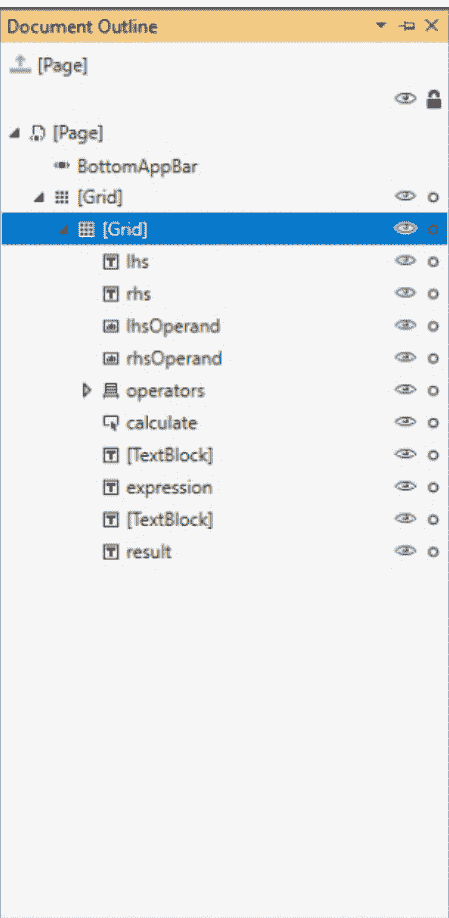 Document Outline
[Page]
[Page]
BottomAppBar
[Grid]
[Grid]
lhs
rhs
lhsOperand
rhsOperand
operators
calculate
[TextBlock]
expression
[TextBlock]
result